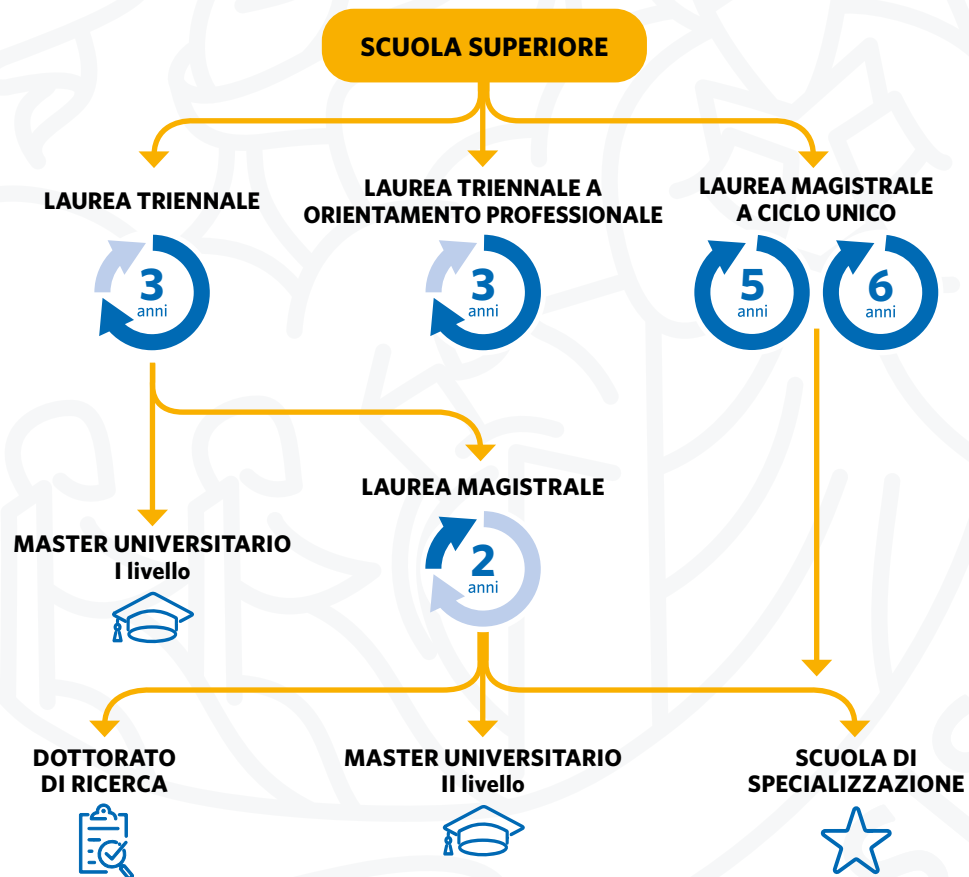 SCUOLA SUPERIORE
LAUREA TRIENNALE
3
anni
LAUREA TRIENNALE A
ORIENTAMENTO PROFESSIONALE
3
anni
LAUREA MAGISTRALE
A CICLO UNICO
5
anni
6
anni
LAUREA MAGISTRALE
2
anni
MASTER UNIVERSITARIO
I livello
DOTTORATO
DI RICERCA
MASTER UNIVERSITARIO
II livello
SCUOLA DI
SPECIALIZZAZIONE